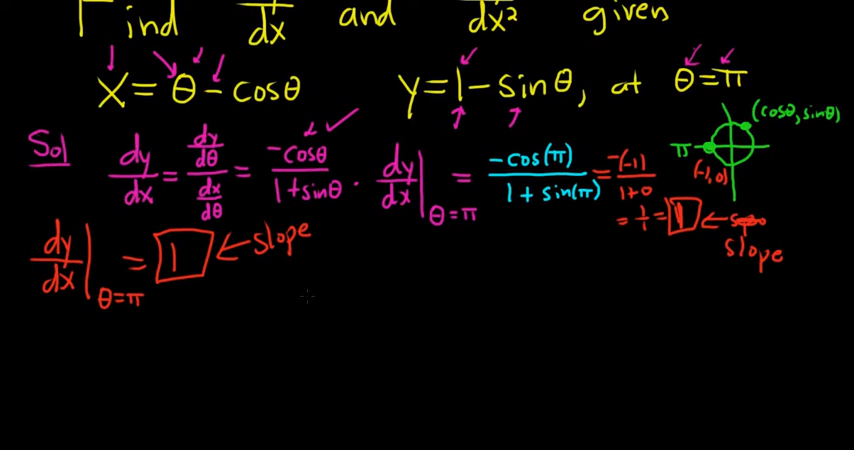 Find dy/dx and d²y/dx² given
x = θ - cosθ y = 1 - sinθ, at θ = π
Sol dy/dx = (dy/dθ)/(dx/dθ) = -cosθ/(1+sinθ) . dy/dx|θ=π = -cos(π)/(1 + sin(π)) = -(-1)/(1+0)
= 1/1 = 1 ← slope
π (-1,0) (cosθ, sinθ)
dy/dx|θ=π = 1 ← slope